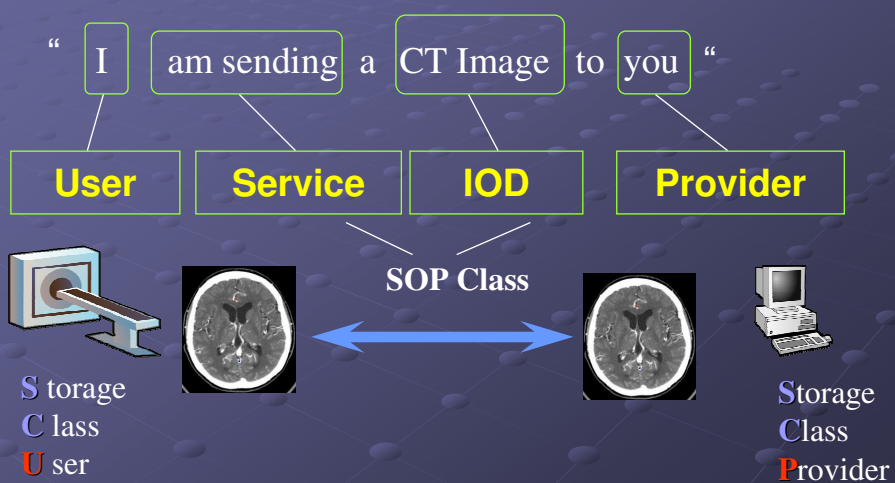 “ I am sending a CT Image to you “
User Service IOD Provider
SOP Class
S torage
C lass
U ser
Storage
Class
Provider